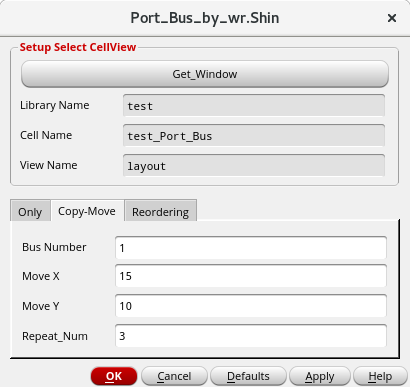 Port_Bus_by_wr.Shin ×
Setup Select CellView
Get_Window
Library Name test
Cell Name test_Port_Bus
View Name layout
Only Copy-Move Reordering
Bus Number 1
Move X 15
Move Y 10
Repeat_Num 3
OK Cancel Defaults Apply Help